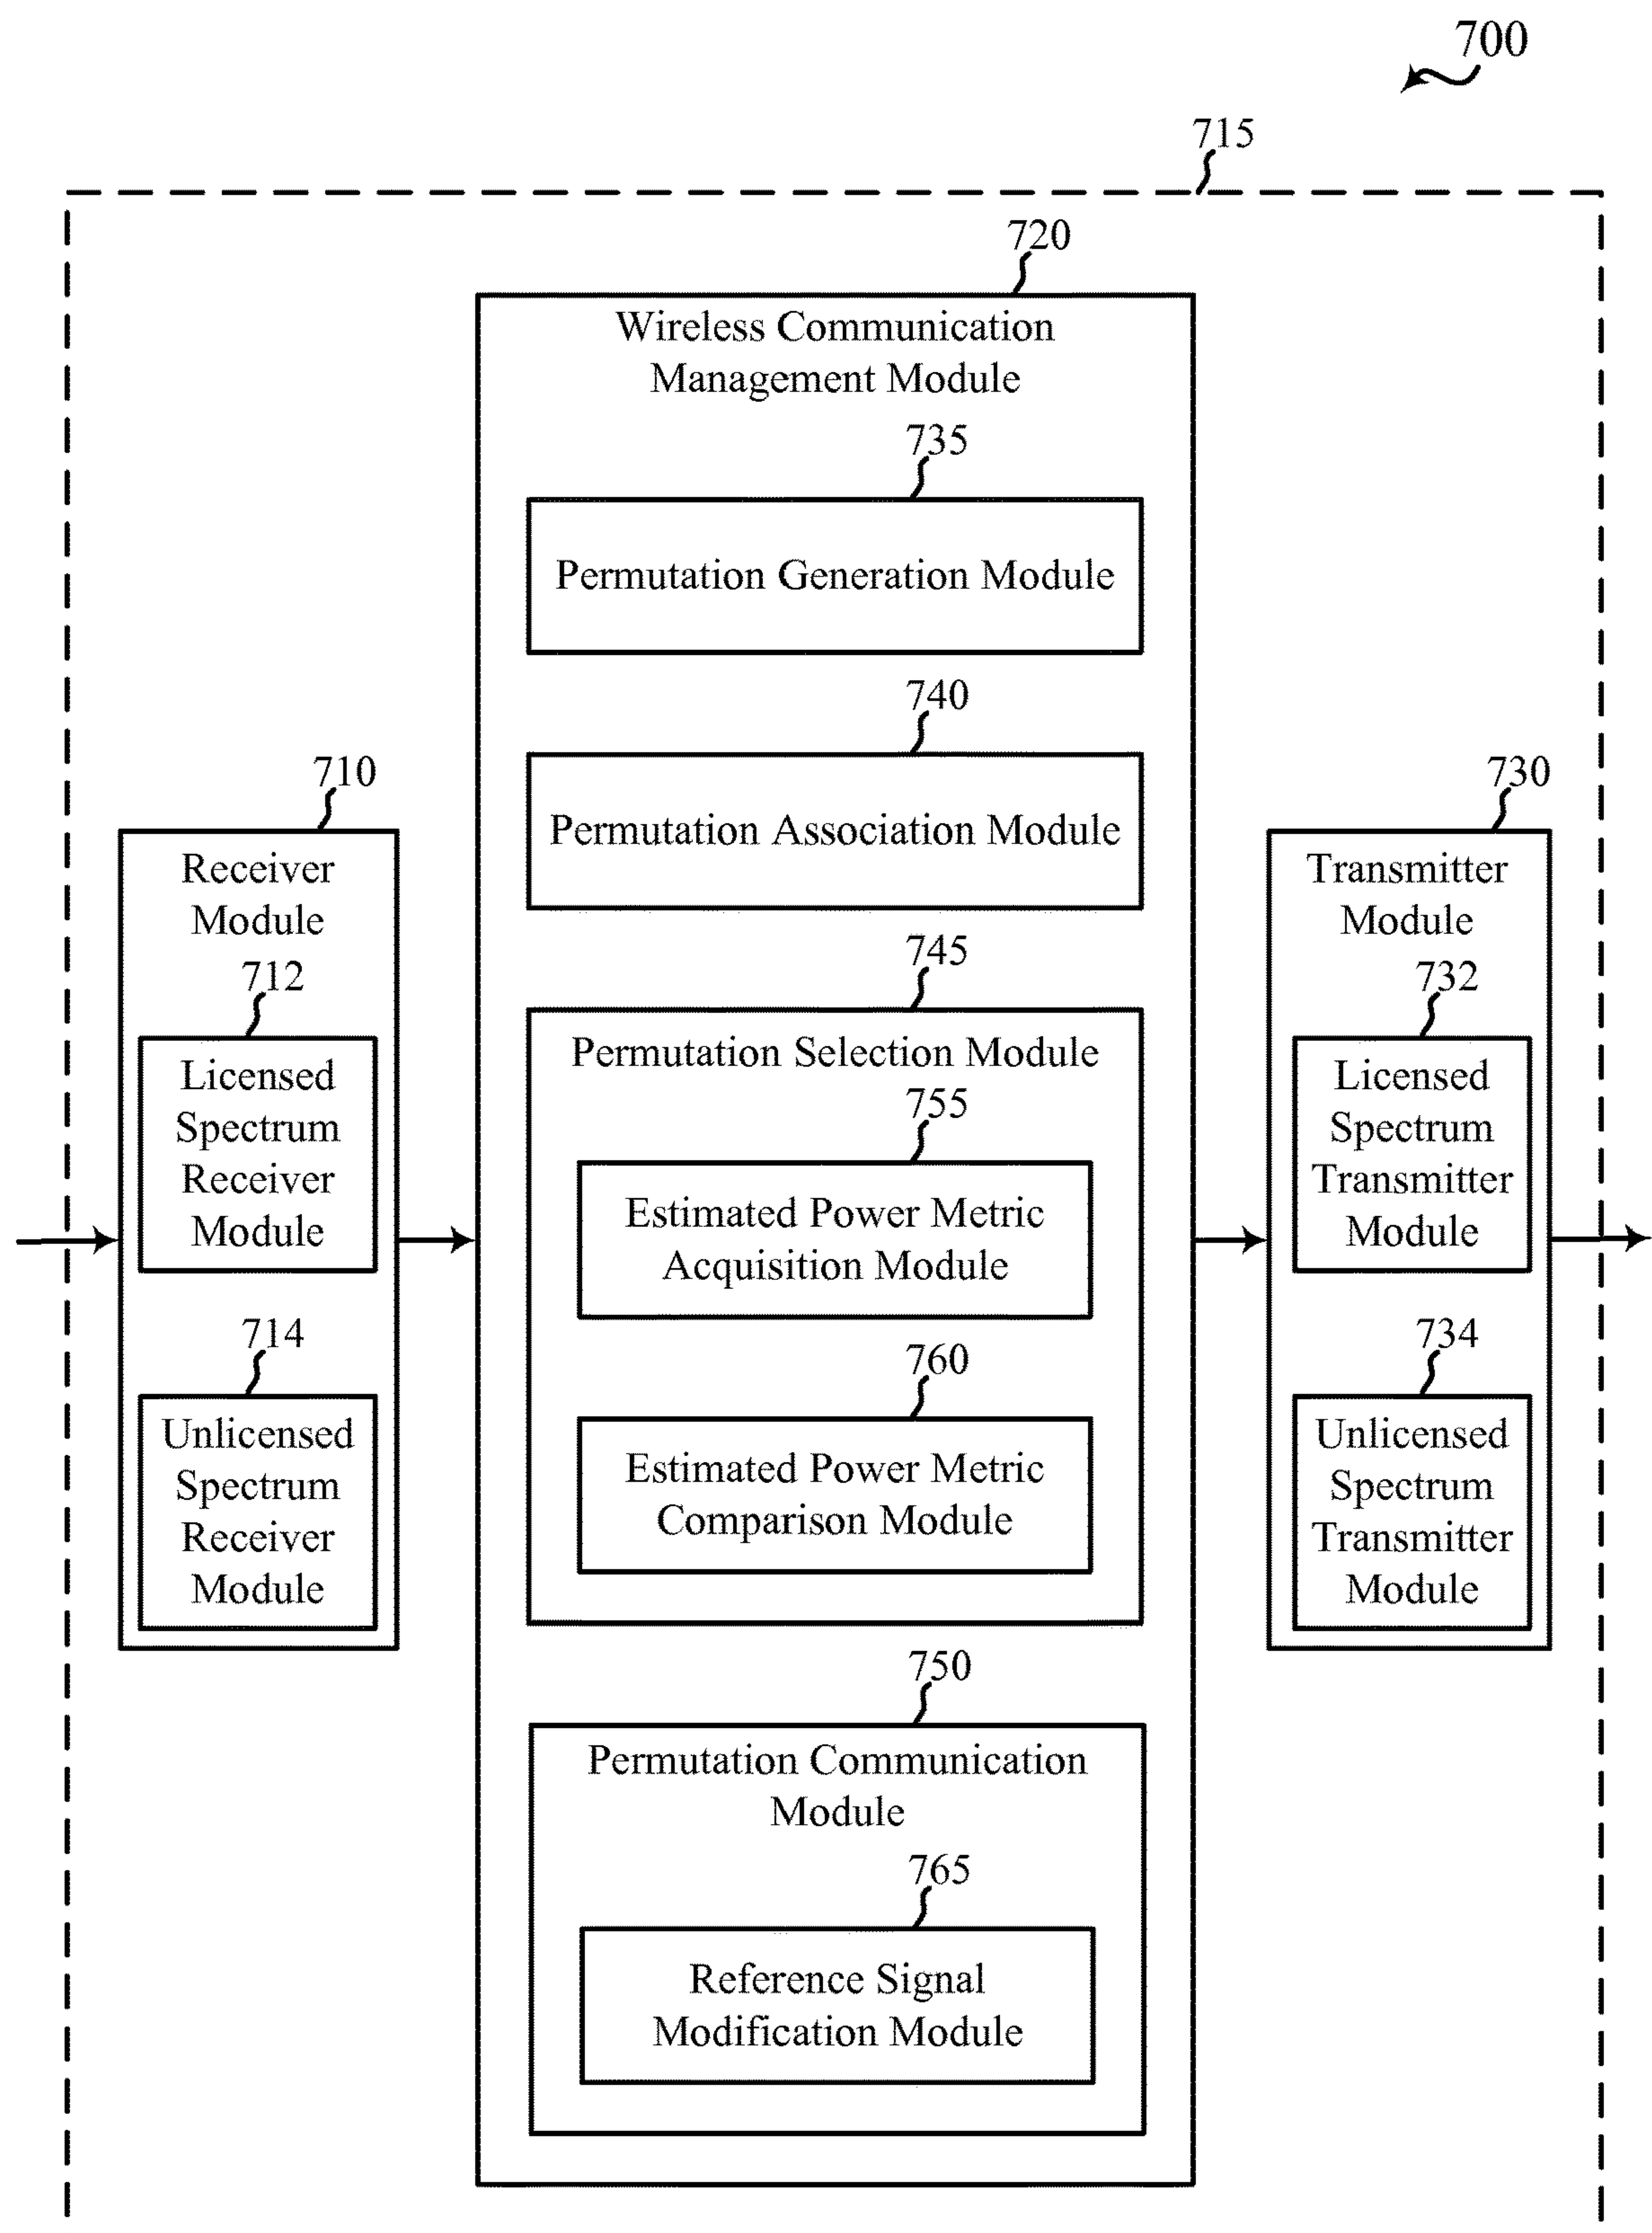 700
715
720
Wireless Communication
Management Module
735
Permutation Generation Module
740
Permutation Association Module
710
Receiver
Module
712
Licensed
Spectrum
Receiver
Module
714
Unlicensed
Spectrum
Receiver
Module
745
Permutation Selection Module
755
Estimated Power Metric
Acquisition Module
760
Estimated Power Metric
Comparison Module
750
Permutation Communication
Module
765
Reference Signal
Modification Module
730
Transmitter
Module
732
Licensed
Spectrum
Transmitter
Module
734
Unlicensed
Spectrum
Transmitter
Module